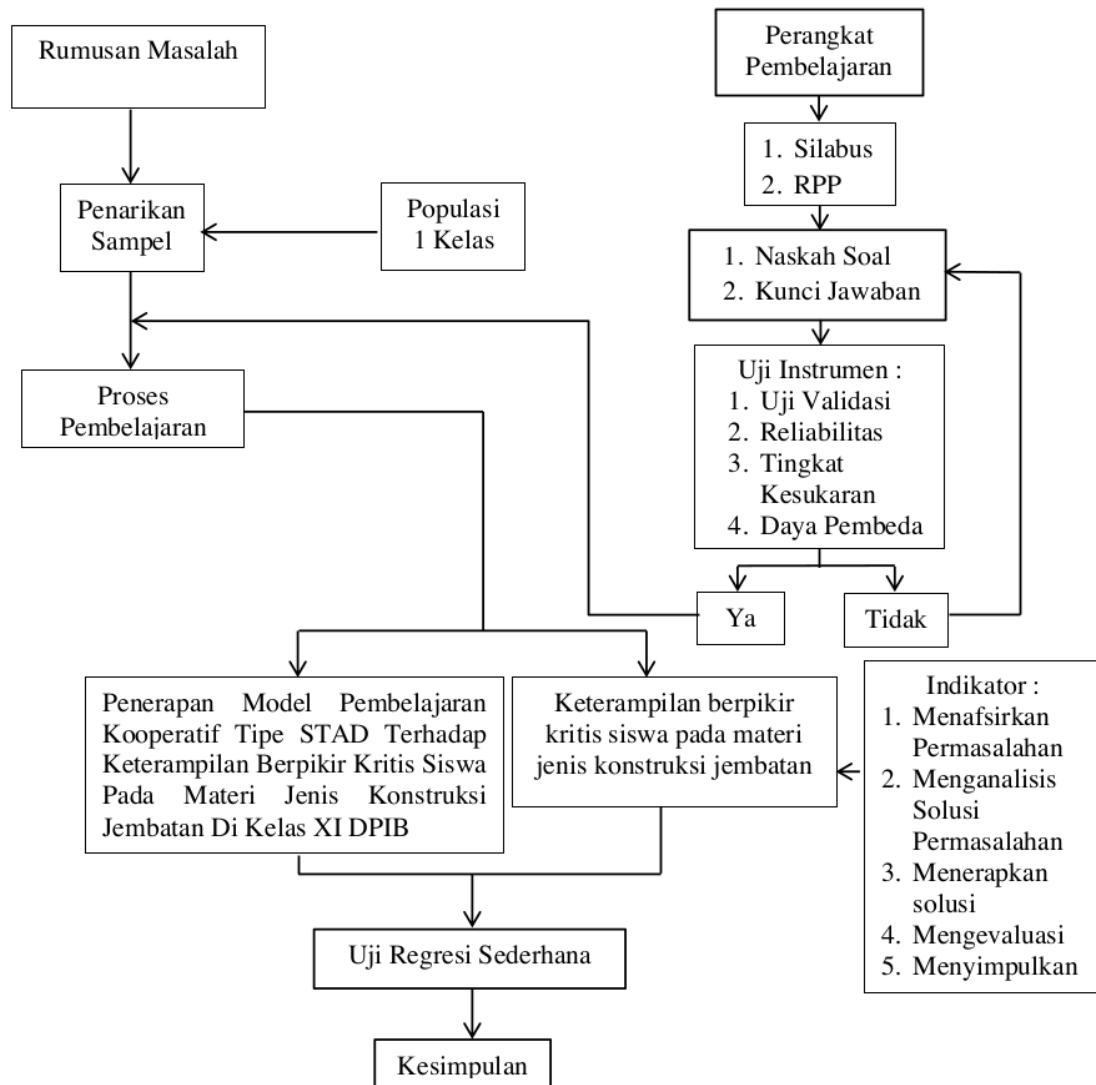 Rumusan Masalah
Perangkat
Pembelajaran
1. Silabus
2. RPP
Penarikan
Sampel
Populasi
1 Kelas
1. Naskah Soal
2. Kunci Jawaban
Proses
Pembelajaran
Uji Instrumen :
1. Uji Validasi
2. Reliabilitas
3. Tingkat
Kesukaran
4. Daya Pembeda
Ya
Tidak
Penerapan Model Pembelajaran
Kooperatif Tipe STAD Terhadap
Keterampilan Berpikir Kritis Siswa
Pada Materi Jenis Konstruksi
Jembatan Di Kelas XI DPIB
Keterampilan berpikir
kritis siswa pada materi
jenis konstruksi jembatan
Indikator :
1. Menafsirkan
Permasalahan
2. Menganalisis
Solusi
Permasalahan
3. Menerapkan
solusi
4. Mengevaluasi
5. Menyimpulkan
Uji Regresi Sederhana
Kesimpulan